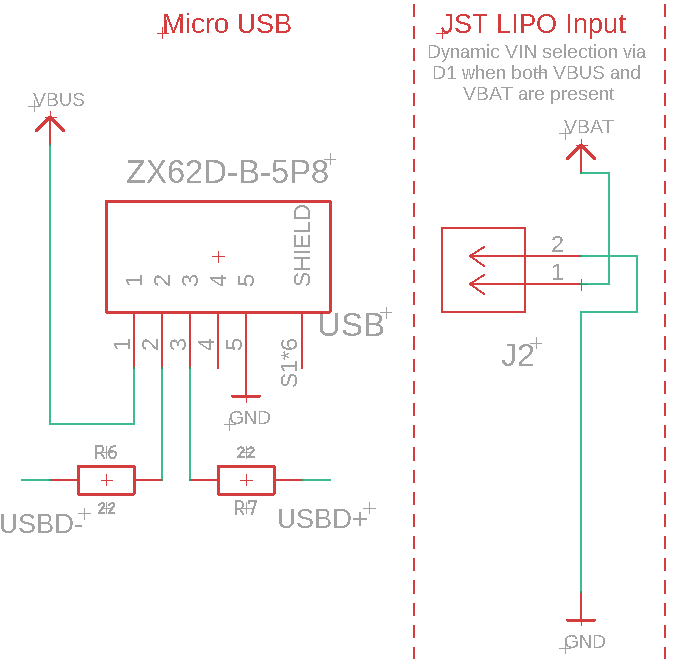 Micro USB
VBUS
ZX62D-B-5P8
SHIELD
1 2 3 4 5
USB
1 2 3 4 5 S1*6
GND
R6
22
22
R7
USBD-
USBD+
JST LIPO Input
Dynamic VIN selection via
D1 when both VBUS and
VBAT are present
VBAT
2
1
J2
GND